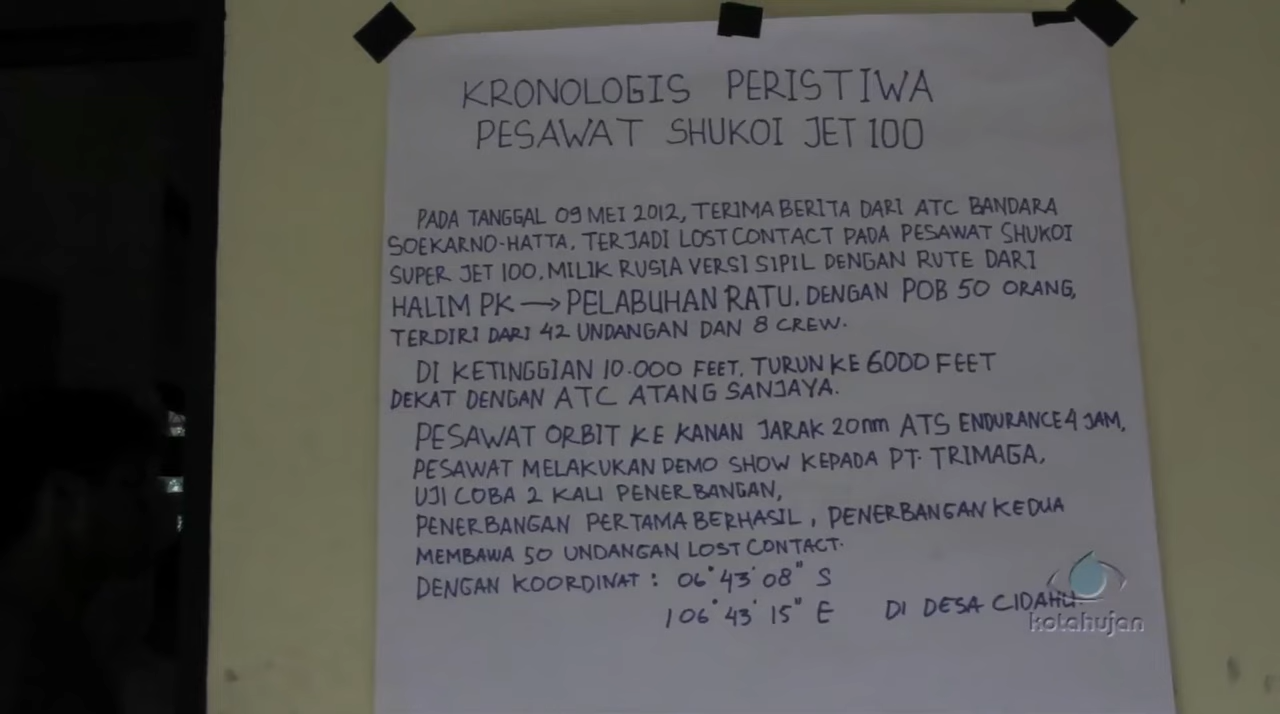 KRONOLOGIS PERISTIWA
PESAWAT SHUKOI JET 100
PADA TANGGAL 09 MEI 2012, TERIMA BERITA DARI ATC BANDARA
SOEKARNO-HATTA. TERJADI LOST CONTACT PADA PESAWAT SHUKOI
SUPER JET 100. MILIK RUSIA VERSI SIPIL DENGAN RUTE DARI
HALIM PK → PELABUHAN RATU. DENGAN POB 50 ORANG,
TERDIRI DARI 42 UNDANGAN DAN 8 CREW.
DI KETINGGIAN 10.000 FEET. TURUN KE 6000 FEET
DEKAT DENGAN ATC ATANG SANJAYA.
PESAWAT ORBIT KE KANAN JARAK 20nm ATS ENDURANCE 4 JAM,
PESAWAT MELAKUKAN DEMO SHOW KEPADA PT. TRIMAGA,
UJI COBA 2 KALI PENERBANGAN,
PENERBANGAN PERTAMA BERHASIL, PENERBANGAN KEDUA
MEMBAWA 50 UNDANGAN LOST CONTACT.
DENGAN KOORDINAT : 06° 43' 08" S
106° 43' 15" E DI DESA CIDAHU
kotahujan